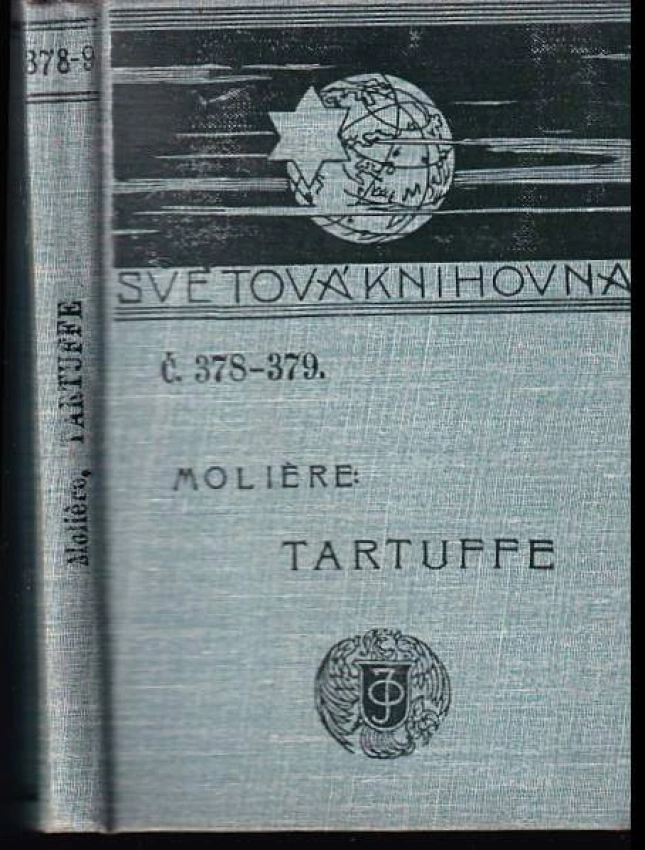 378-9
Molière, TARTUFFE
SVĚTOVÁ KNIHOVNA
Č. 378-379.
MOLIÈRE:
TARTUFFE